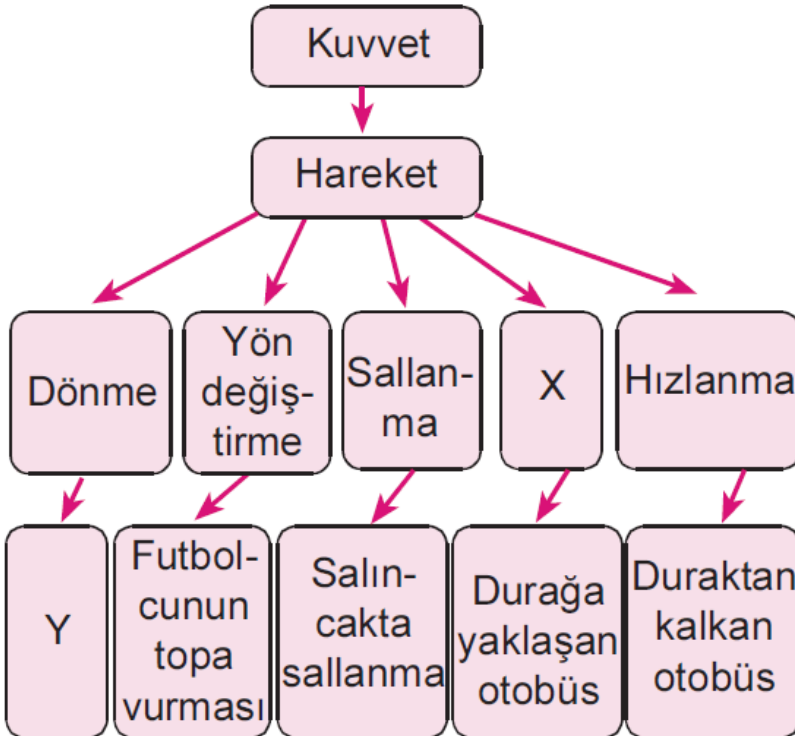 Kuvvet
Hareket
Dönme
Yön
değiş-
tirme
Sallan-
ma
X
Hızlanma
Y
Futbol-
cunun
topa
vurması
Salın-
cakta
sallanma
Durağa
yaklaşan
otobüs
Duraktan
kalkan
otobüs